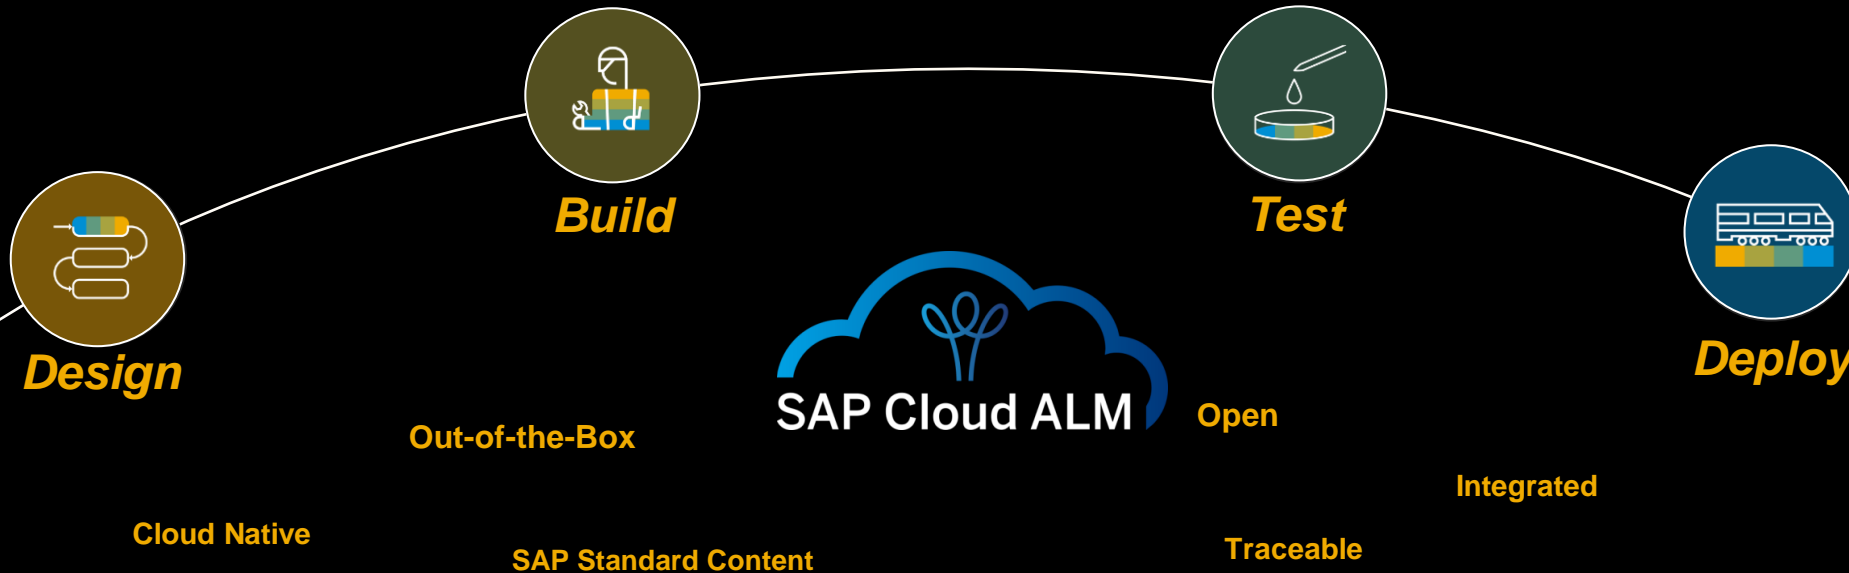 Build
Test
Design
Deploy
SAP Cloud ALM
Open
Out-of-the-Box
Integrated
Cloud Native
SAP Standard Content
Traceable